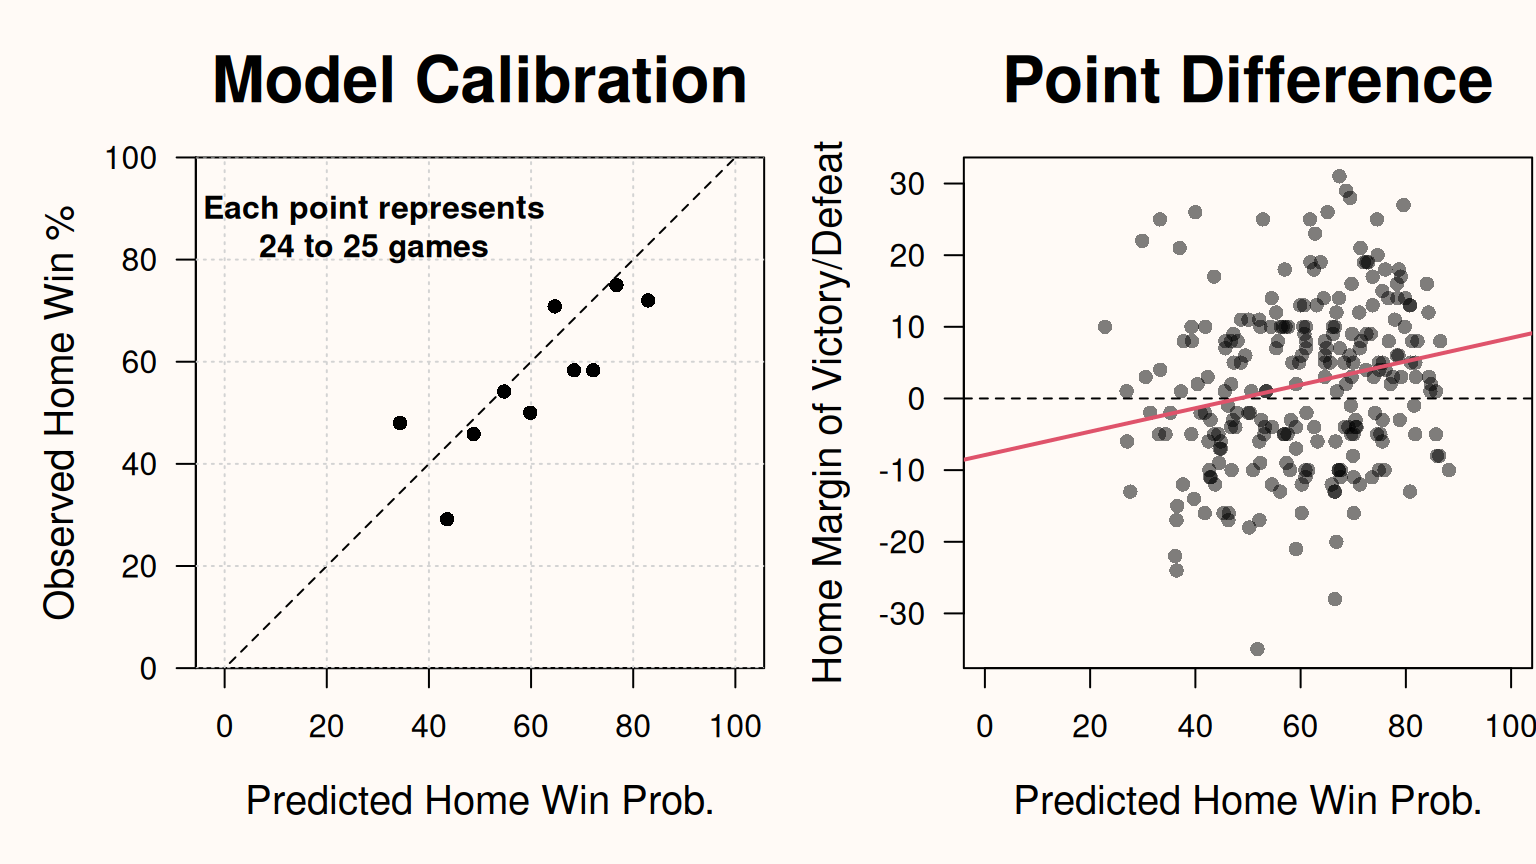 Model Calibration
Observed Home Win %
100
80
60
40
20
0
Each point represents
24 to 25 games
0 20 40 60 80 100
Predicted Home Win Prob.
Point Difference
Home Margin of Victory/Defeat
30
20
10
0
-10
-20
-30
0 20 40 60 80 100
Predicted Home Win Prob.